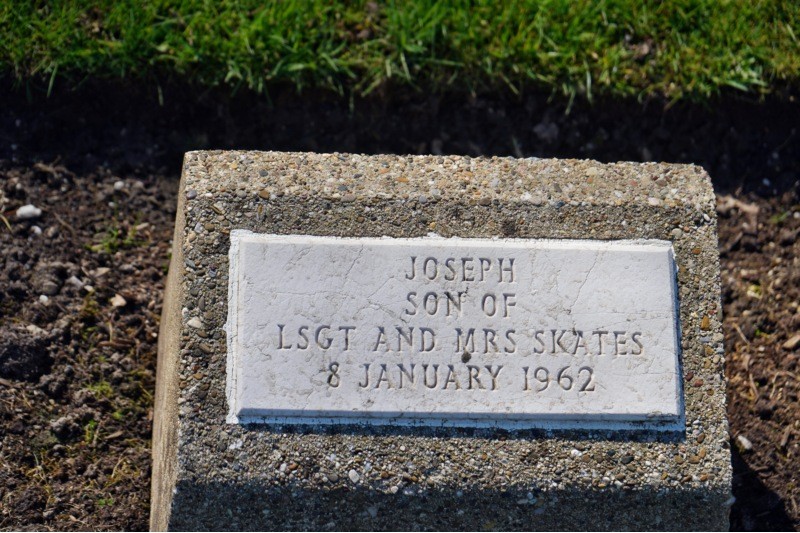 JOSEPH
SON OF
LSGT AND MRS SKATES
8 JANUARY 1962